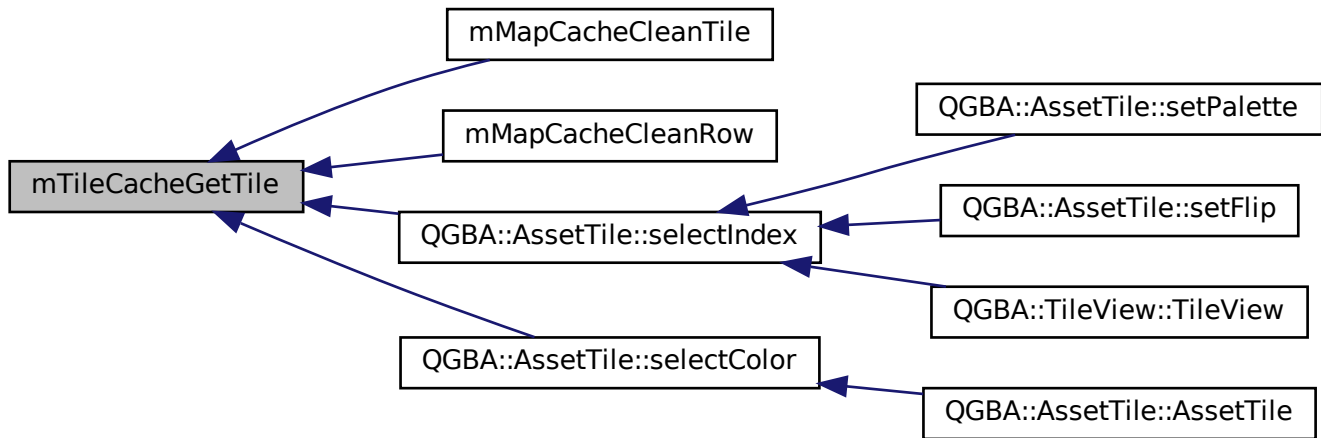 mTileCacheGetTile
mMapCacheCleanTile
mMapCacheCleanRow
QGBA::AssetTile::selectIndex
QGBA::AssetTile::selectColor
QGBA::AssetTile::setPalette
QGBA::AssetTile::setFlip
QGBA::TileView::TileView
QGBA::AssetTile::AssetTile